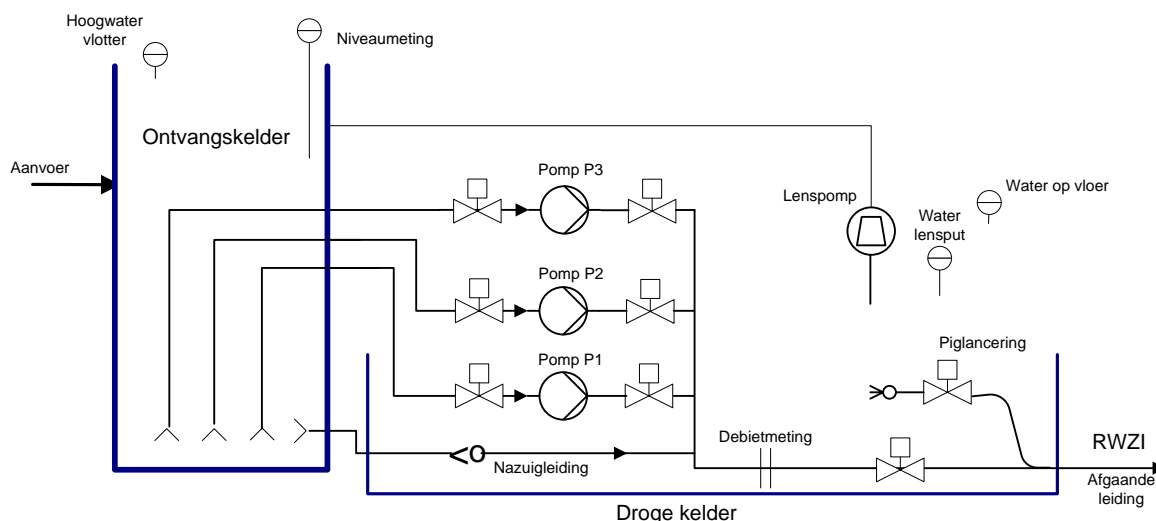 Hoogwater
vlotter
Niveaumeting
Ontvangskelder
Aanvoer
Pomp P3
Lenspomp
Water op vloer
Water
lensput
Pomp P2
Pomp P1
Piglancering
Debietmeting
Nazuigleiding
RWZI
Afgaande
leiding
Droge kelder